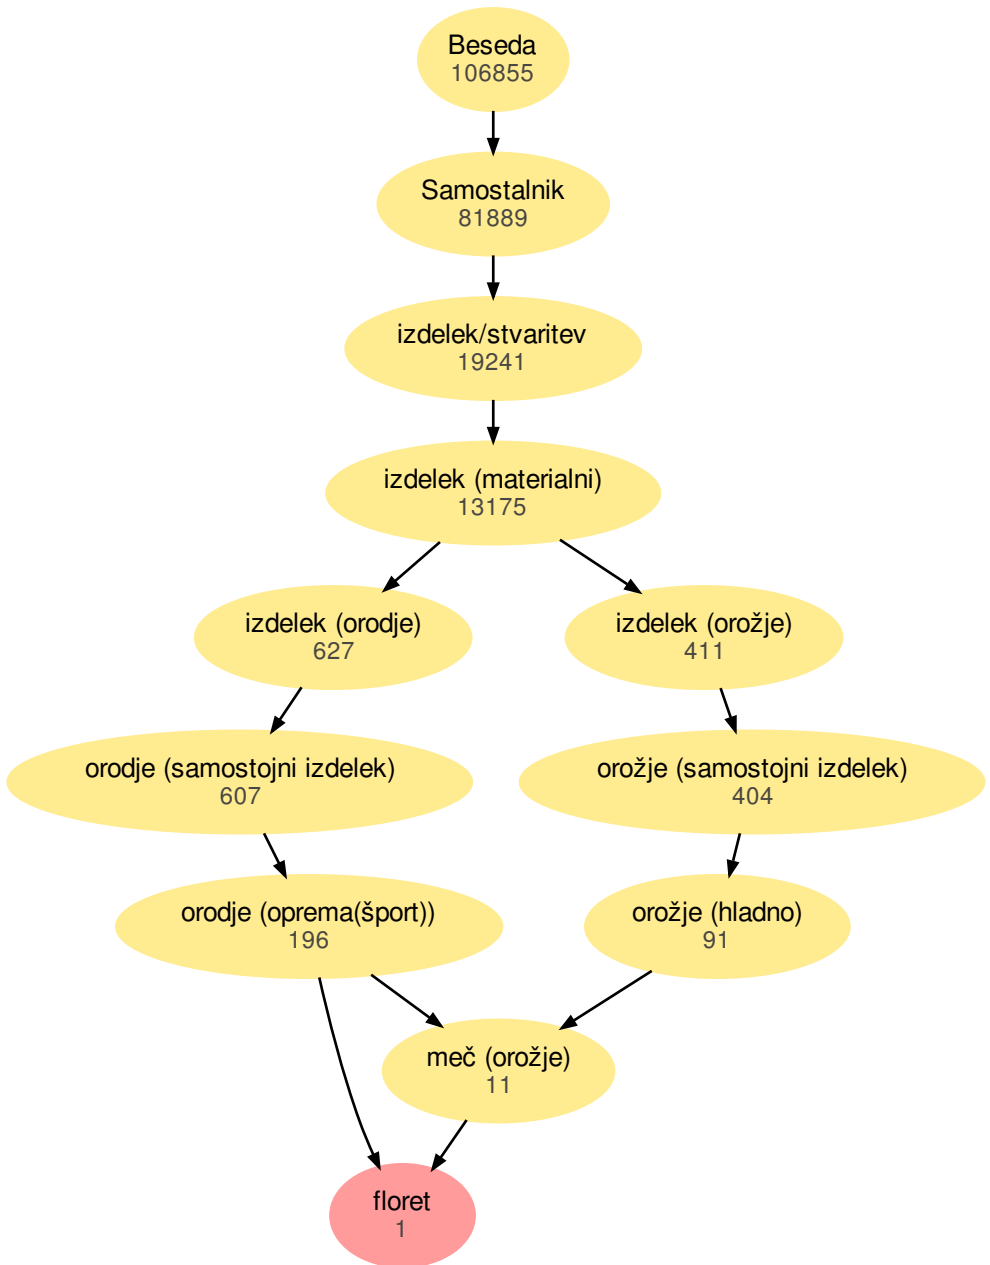 Beseda
106855
Samostalnik
81889
izdelek/stvaritev
19241
izdelek (materialni)
13175
izdelek (orodje)
627
izdelek (orožje)
411
orodje (samostojni izdelek)
607
orožje (samostojni izdelek)
404
orodje (oprema(šport))
196
orožje (hladno)
91
meč (orožje)
11
floret
1